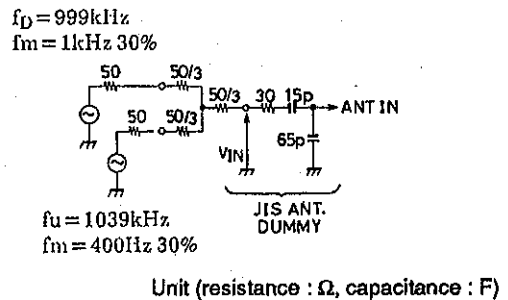 fD=999kHz
fm=1kHz 30%
50
50/3
50/3
30
15p
ANT IN
50
50/3
VIN
65p
JIS ANT.
DUMMY
fu=1039kHz
fm=400Hz 30%
Unit (resistance : Ω, capacitance : F)